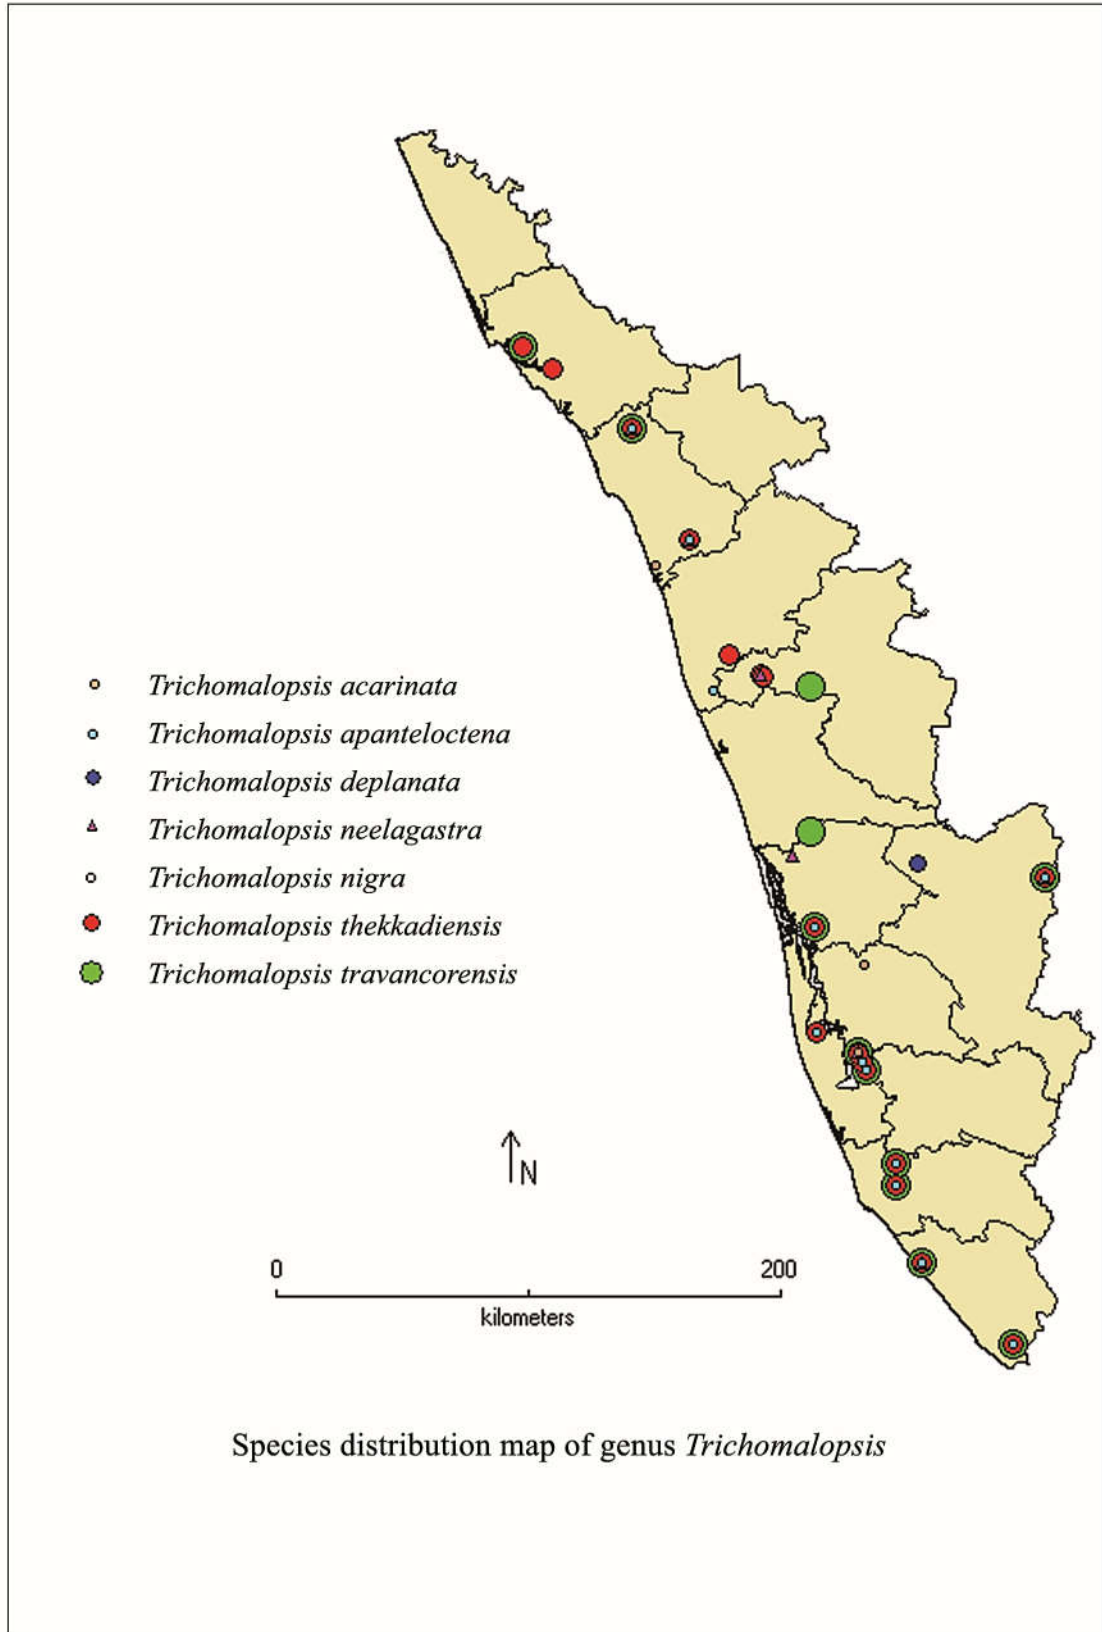 Trichomalopsis acarinata
Trichomalopsis apanteloctena
Trichomalopsis deplanata
Trichomalopsis neelagastra
Trichomalopsis nigra
Trichomalopsis thekkadiensis
Trichomalopsis travancorensis
N
0 200
kilometers
Species distribution map of genus Trichomalopsis